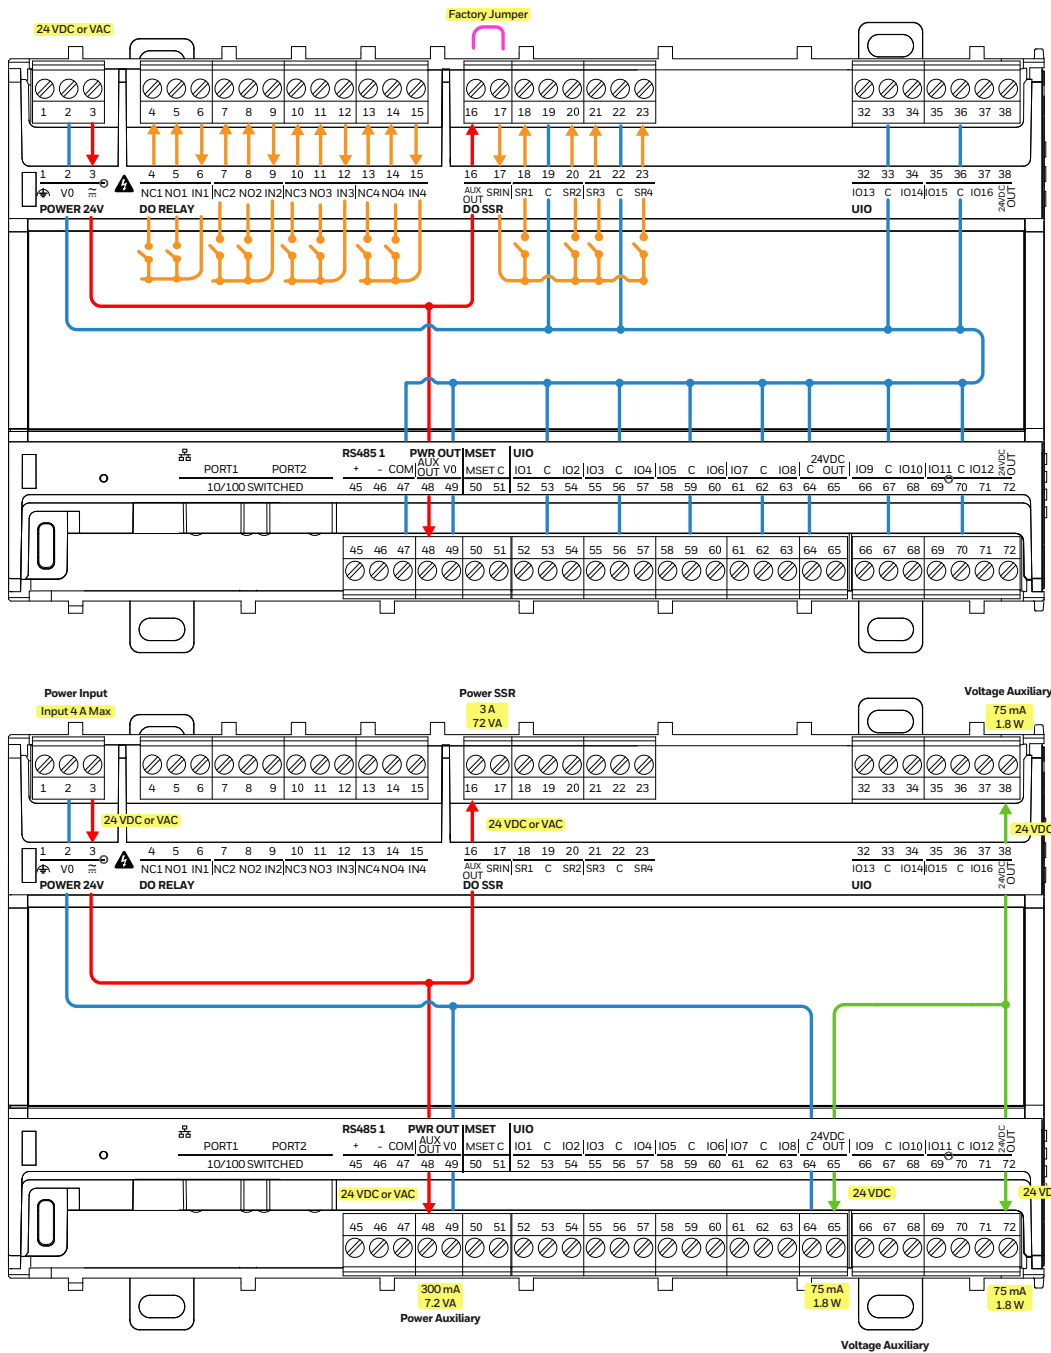 Factory Jumper
24 VDC or VAC
1 2 3 4 5 6 7 8 9 10 11 12 13 14 15 16 17 18 19 20 21 22 23 32 33 34 35 36 37 38
1 2 3 4 5 6 7 8 9 10 11 12 13 14 15 16 17 18 19 20 21 22 23 32 33 34 35 36 37 38
V0 NC1 NO1 IN1 NC2 NO2 IN2 NC3 NO3 IN3 NC4 NO4 IN4 AUX OUT SRIN SR1 C SR2 SR3 C SR4 IO13 C IO14 IO15 C IO16 24VDC OUT
POWER 24V DO RELAY DO SSR UIO
RS485 1 PWR OUT MSET UIO
PORT1 PORT2 + - COM AUX OUT V0 MSET C IO1 C IO2 IO3 C IO4 IO5 C IO6 IO7 C IO8 C 24VDC OUT IO9 C IO10 IO11 C IO12 24VDC OUT
10/100 SWITCHED 45 46 47 48 49 50 51 52 53 54 55 56 57 58 59 60 61 62 63 64 65 66 67 68 69 70 71 72
45 46 47 48 49 50 51 52 53 54 55 56 57 58 59 60 61 62 63 64 65 66 67 68 69 70 71 72
Power Input Power SSR Voltage Auxiliary
Input 4 A Max 3 A 75 mA
72 VA 1.8 W
1 2 3 4 5 6 7 8 9 10 11 12 13 14 15 16 17 18 19 20 21 22 23 32 33 34 35 36 37 38
24 VDC or VAC 24 VDC or VAC 24 VDC
1 2 3 4 5 6 7 8 9 10 11 12 13 14 15 16 17 18 19 20 21 22 23 32 33 34 35 36 37 38
V0 NC1 NO1 IN1 NC2 NO2 IN2 NC3 NO3 IN3 NC4 NO4 IN4 AUX OUT SRIN SR1 C SR2 SR3 C SR4 IO13 C IO14 IO15 C IO16 24VDC OUT
POWER 24V DO RELAY DO SSR UIO
RS485 1 PWR OUT MSET UIO
PORT1 PORT2 + - COM AUX OUT V0 MSET C IO1 C IO2 IO3 C IO4 IO5 C IO6 IO7 C IO8 C 24VDC OUT IO9 C IO10 IO11 C IO12 24VDC OUT
10/100 SWITCHED 45 46 47 48 49 50 51 52 53 54 55 56 57 58 59 60 61 62 63 64 65 66 67 68 69 70 71 72
24 VDC or VAC 24 VDC 24 VDC
45 46 47 48 49 50 51 52 53 54 55 56 57 58 59 60 61 62 63 64 65 66 67 68 69 70 71 72
300 mA 75 mA 75 mA
7.2 VA 1.8 W 1.8 W
Power Auxiliary
Voltage Auxiliary